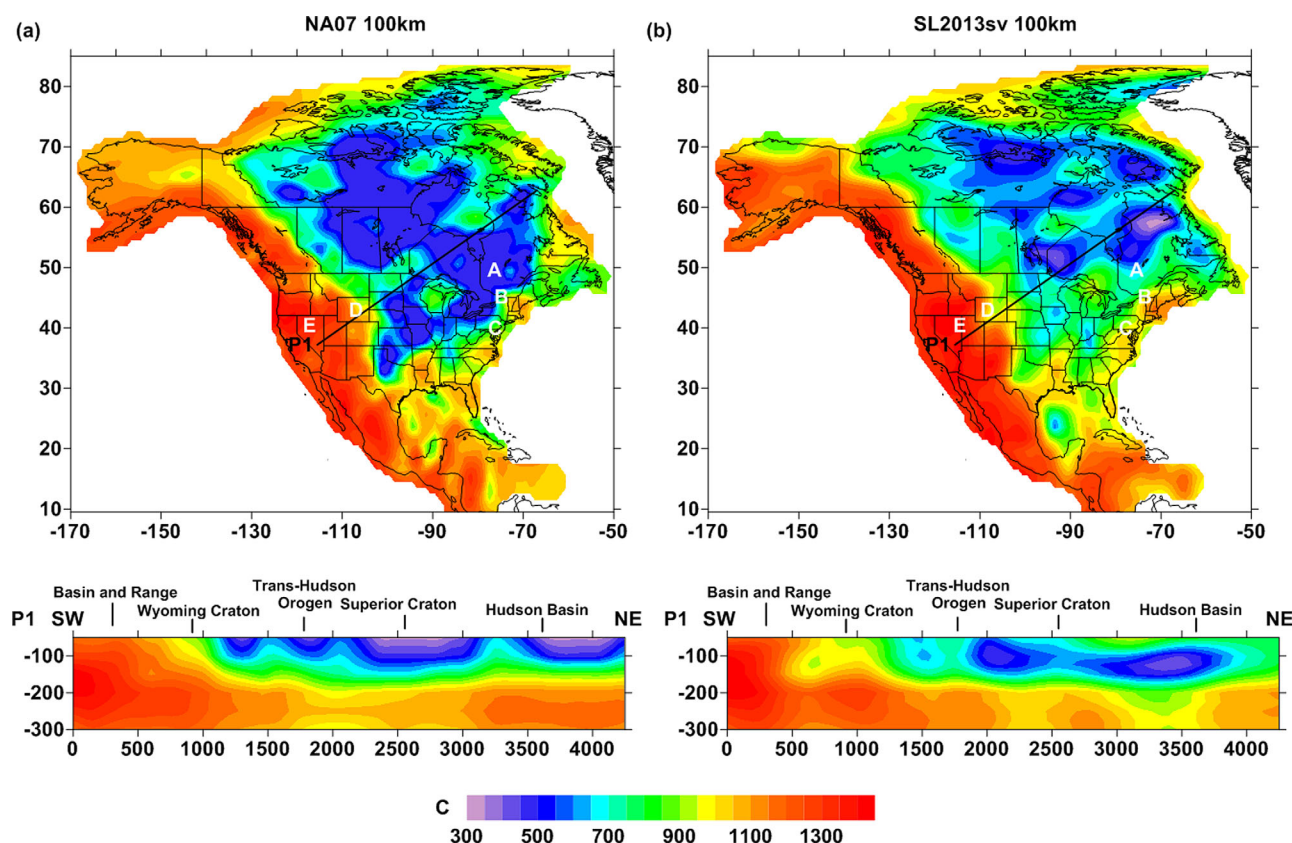 (a) NA07 100km
80
70
60
50
40
30
20
10
-170 -150 -130 -110 -90 -70 -50
A
B
C
D
E
P1
(b) SL2013sv 100km
80
70
60
50
40
30
20
10
-170 -150 -130 -110 -90 -70 -50
A
B
C
D
E
P1
Basin and Range
Trans-Hudson
Orogen
Superior Craton
Wyoming Craton
Hudson Basin
P1 SW NE
-100
-200
-300
0 500 1000 1500 2000 2500 3000 3500 4000
Basin and Range
Trans-Hudson
Orogen
Superior Craton
Wyoming Craton
Hudson Basin
P1 SW NE
-100
-200
-300
0 500 1000 1500 2000 2500 3000 3500 4000
C
300 500 700 900 1100 1300